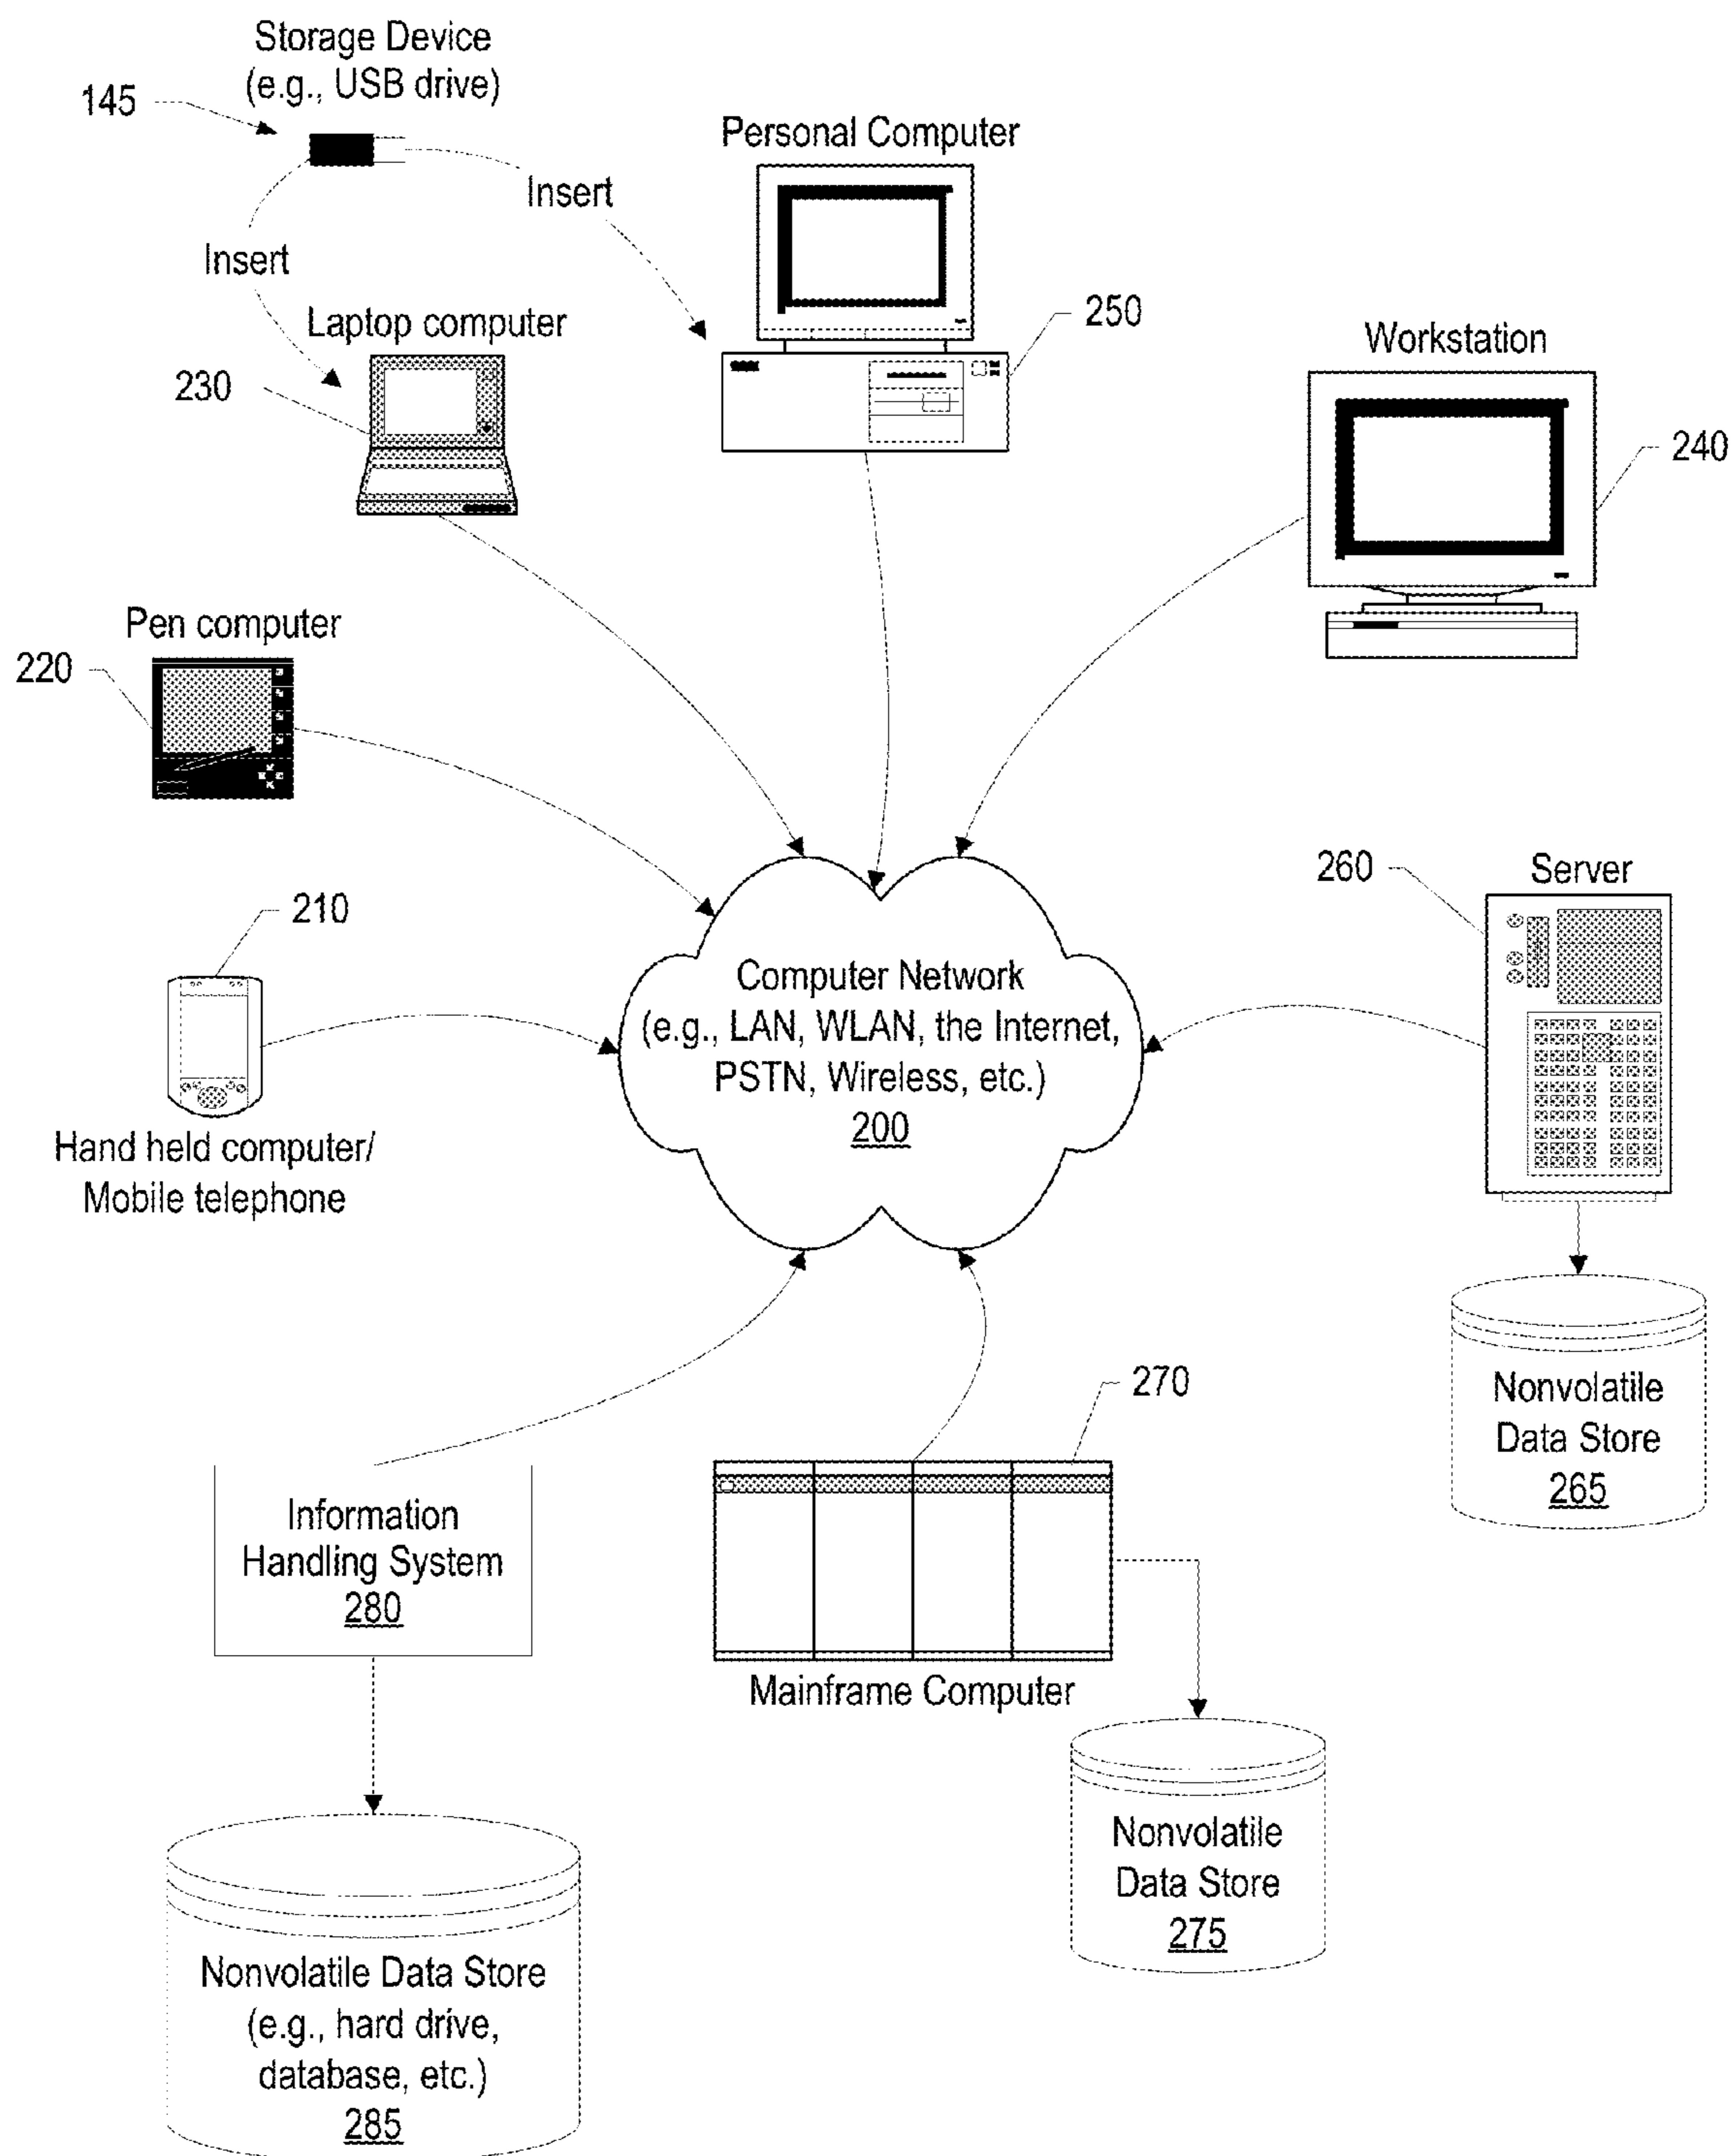 Storage Device
(e.g., USB drive)
145
Insert
Insert
Personal Computer
250
Laptop computer
230
Workstation
240
Pen computer
220
210
Hand held computer/
Mobile telephone
Computer Network
(e.g., LAN, WLAN, the Internet,
PSTN, Wireless, etc.)
200
260
Server
Nonvolatile
Data Store
265
Information
Handling System
280
270
Mainframe Computer
Nonvolatile
Data Store
275
Nonvolatile Data Store
(e.g., hard drive,
database, etc.)
285